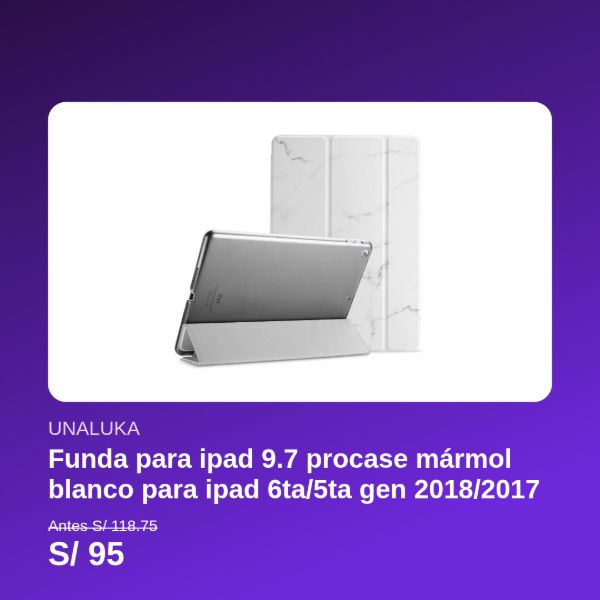 UNALUKA
Funda para ipad 9.7 procase mármol
blanco para ipad 6ta/5ta gen 2018/2017
Antes S/ 118.75
S/ 95